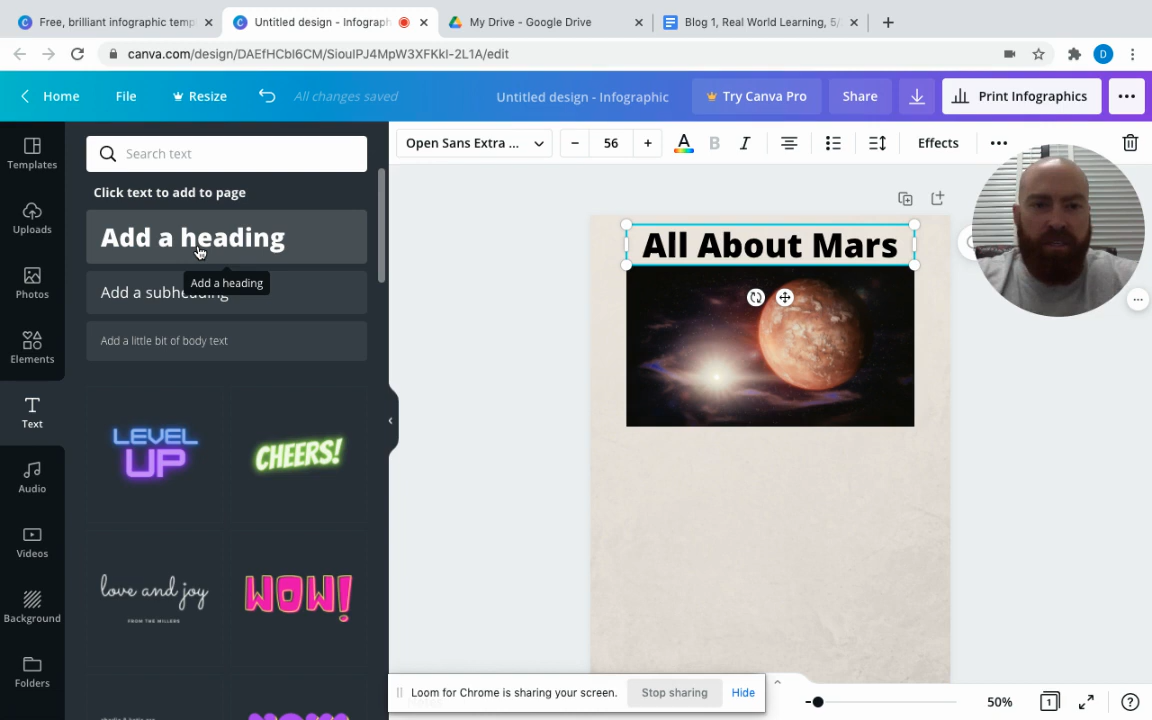 Free, brilliant infographic temp
Untitled design - Infograph
My Drive - Google Drive
Blog 1, Real World Learning, 5/
canva.com/design/DAEfHCbI6CM/SiouIPJ4MpW3XFKkI-2L1A/edit
D
Home
File
Resize
All changes saved
Untitled design - Infographic
Try Canva Pro
Share
Print Infographics
Templates
Uploads
Photos
Elements
Text
Audio
Videos
Background
Folders
Search text
Click text to add to page
Add a heading
Add a heading
Add a subheading
Add a little bit of body text
LEVEL
UP
CHEERS!
love and joy
FROM THE MILLERS
WOW!
Open Sans Extra ...
56
A
B
I
Effects
All About Mars
Loom for Chrome is sharing your screen.
Stop sharing
Hide
50%
1